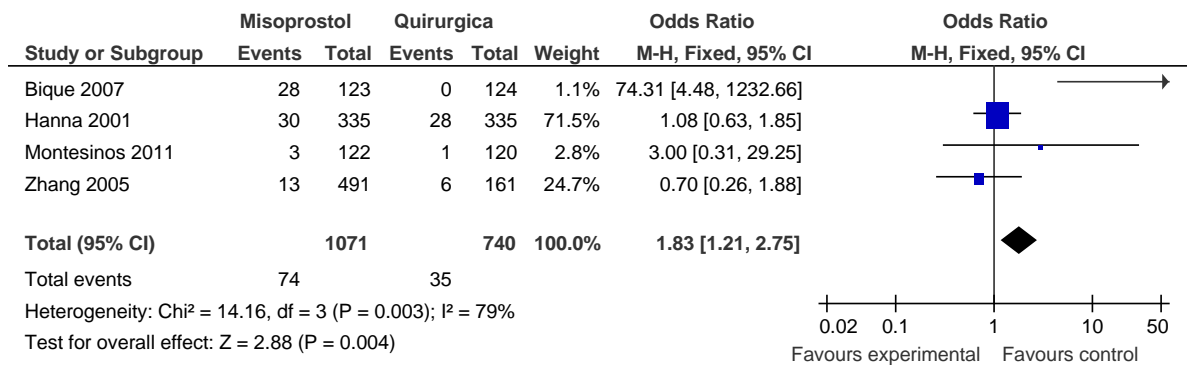 Misoprostol Quirurgica Odds Ratio Odds Ratio
Study or Subgroup Events Total Events Total Weight M-H, Fixed, 95% CI M-H, Fixed, 95% CI
Bique 2007 28 123 0 124 1.1% 74.31 [4.48, 1232.66]
Hanna 2001 30 335 28 335 71.5% 1.08 [0.63, 1.85]
Montesinos 2011 3 122 1 120 2.8% 3.00 [0.31, 29.25]
Zhang 2005 13 491 6 161 24.7% 0.70 [0.26, 1.88]
Total (95% CI) 1071 740 100.0% 1.83 [1.21, 2.75]
Total events 74 35
Heterogeneity: Chi² = 14.16, df = 3 (P = 0.003); I² = 79%
Test for overall effect: Z = 2.88 (P = 0.004)
0.02 0.1 1 10 50
Favours experimental Favours control